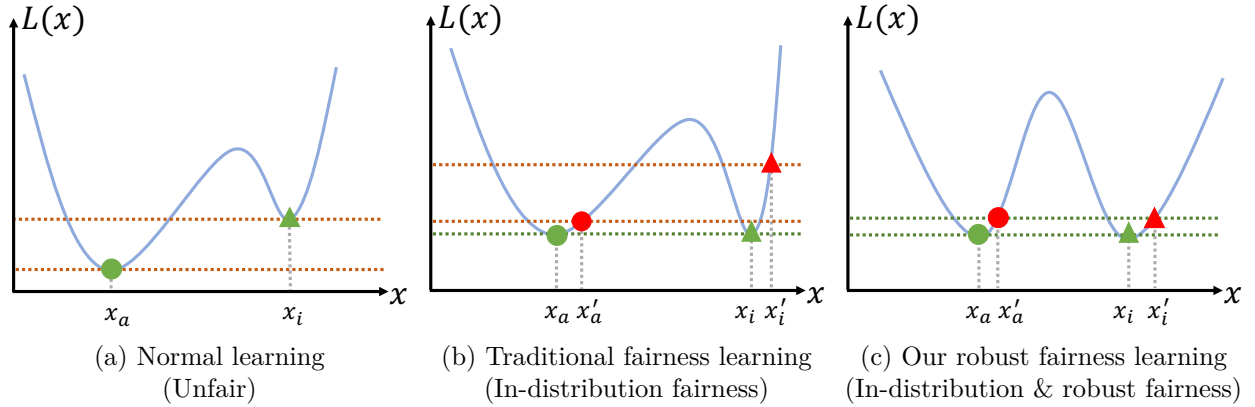 L(x)
x
x_a
x_i
(a) Normal learning
(Unfair)
L(x)
x
x_a x'_a
x_i x'_i
(b) Traditional fairness learning
(In-distribution fairness)
L(x)
x
x_a x'_a
x_i x'_i
(c) Our robust fairness learning
(In-distribution & robust fairness)